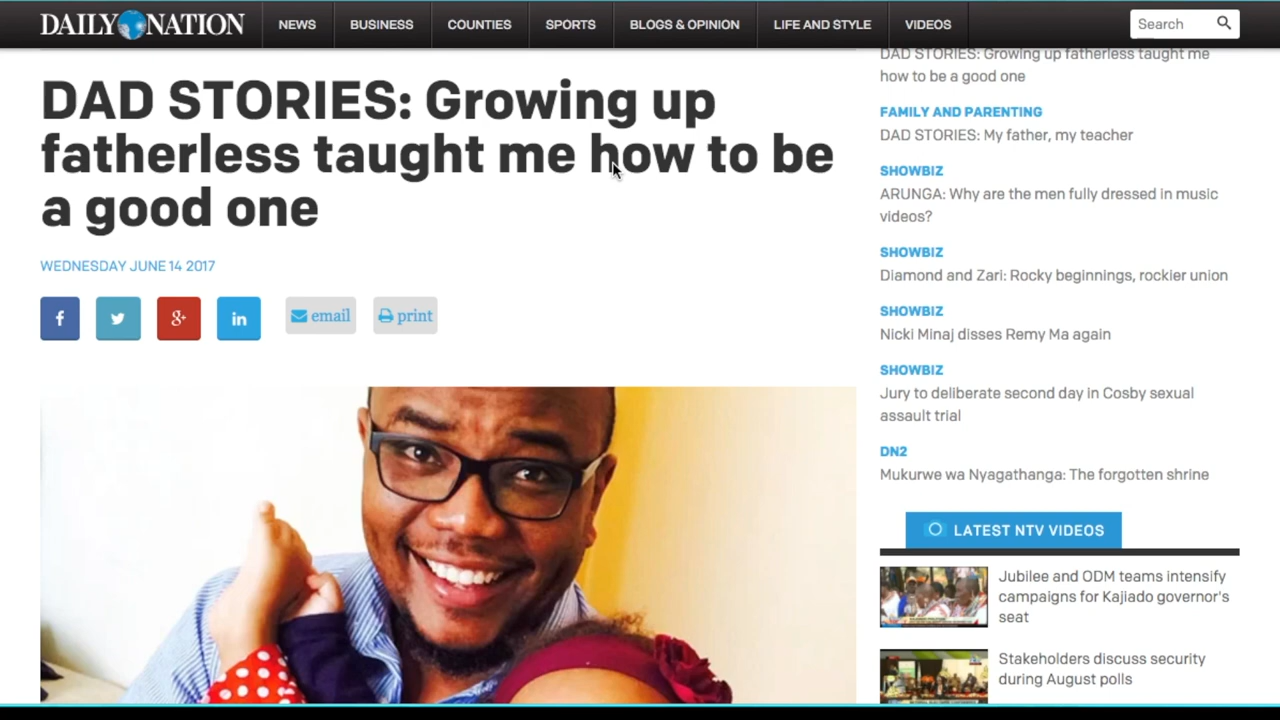 DAILY NATION
NEWS
BUSINESS
COUNTIES
SPORTS
BLOGS & OPINION
LIFE AND STYLE
VIDEOS
Search
DAD STORIES: Growing up
fatherless taught me how to be
a good one
WEDNESDAY JUNE 14 2017
f
g+
in
email
print
DAD STORIES: Growing up fatherless taught me
how to be a good one
FAMILY AND PARENTING
DAD STORIES: My father, my teacher
SHOWBIZ
ARUNGA: Why are the men fully dressed in music
videos?
SHOWBIZ
Diamond and Zari: Rocky beginnings, rockier union
SHOWBIZ
Nicki Minaj disses Remy Ma again
SHOWBIZ
Jury to deliberate second day in Cosby sexual
assault trial
DN2
Mukurwe wa Nyagathanga: The forgotten shrine
LATEST NTV VIDEOS
Jubilee and ODM teams intensify
campaigns for Kajiado governor's
seat
Stakeholders discuss security
during August polls